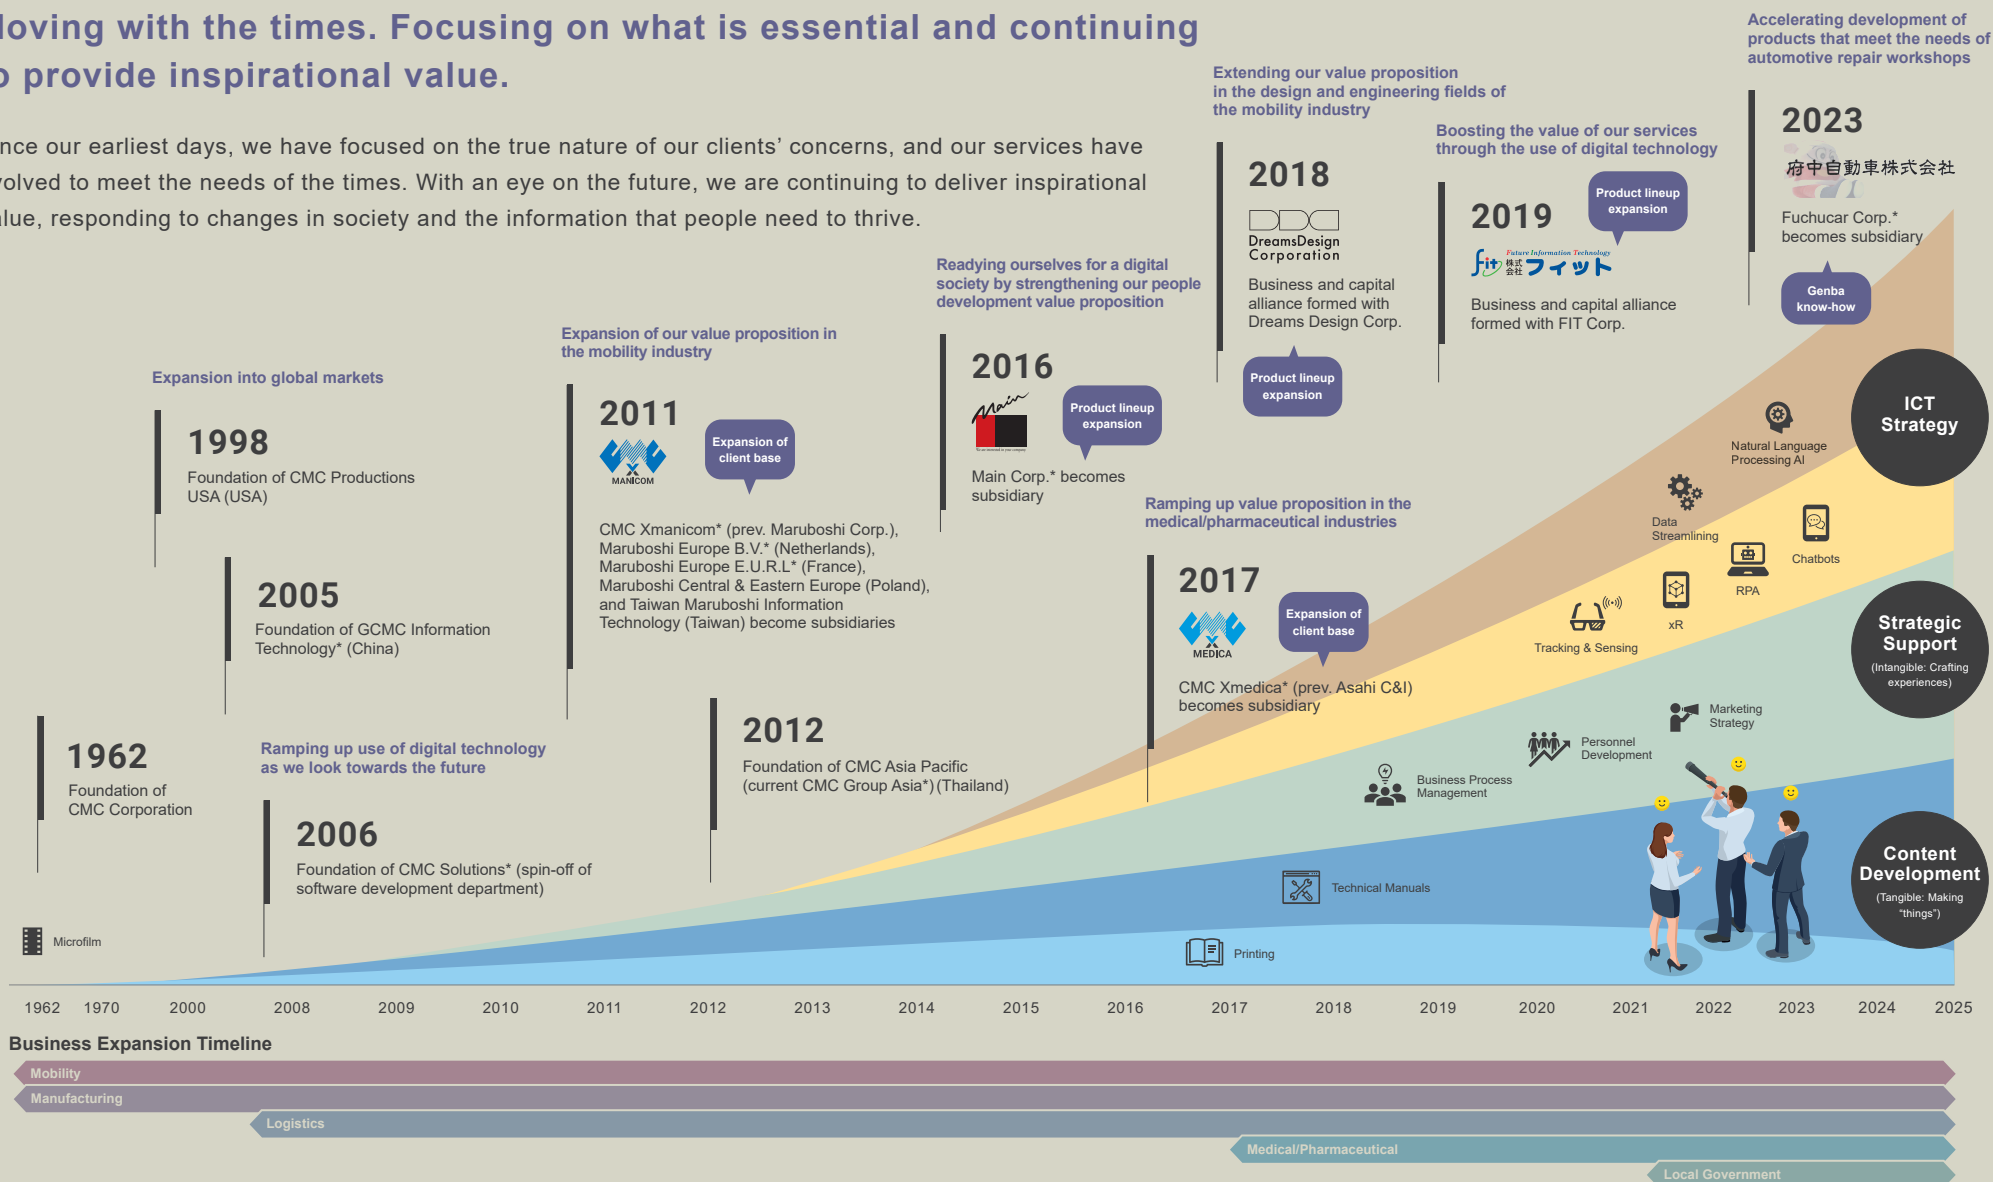 loving with the times. Focusing on what is essential and continuing
o provide inspirational value.
nce our earliest days, we have focused on the true nature of our clients’ concerns, and our services have
volved to meet the needs of the times. With an eye on the future, we are continuing to deliver inspirational
alue, responding to changes in society and the information that people need to thrive.
Expansion into global markets
1998
Foundation of CMC Productions
USA (USA)
2005
Foundation of GCMC Information
Technology* (China)
1962
Foundation of
CMC Corporation
Ramping up use of digital technology
as we look towards the future
2006
Foundation of CMC Solutions* (spin-off of
software development department)
Expansion of our value proposition in
the mobility industry
2011
MANICOM
Expansion of
client base
CMC Xmanicom* (prev. Maruboshi Corp.),
Maruboshi Europe B.V.* (Netherlands),
Maruboshi Europe E.U.R.L* (France),
Maruboshi Central & Eastern Europe (Poland),
and Taiwan Maruboshi Information
Technology (Taiwan) become subsidiaries
2012
Foundation of CMC Asia Pacific
(current CMC Group Asia*) (Thailand)
Readying ourselves for a digital
society by strengthening our people
development value proposition
2016
Main
Product lineup
expansion
Main Corp.* becomes
subsidiary
Ramping up value proposition in the
medical/pharmaceutical industries
2017
MEDICA
Expansion of
client base
CMC Xmedica* (prev. Asahi C&I)
becomes subsidiary
Extending our value proposition
in the design and engineering fields of
the mobility industry
2018
DDC
DreamsDesign
Corporation
Business and capital
alliance formed with
Dreams Design Corp.
Product lineup
expansion
Boosting the value of our services
through the use of digital technology
2019
Product lineup
expansion
Future Information Technology
fit 株式会社 フィット
Business and capital alliance
formed with FIT Corp.
Accelerating development of
products that meet the needs of
automotive repair workshops
2023
府中自動車株式会社
Fuchucar Corp.*
becomes subsidiary
Genba
know-how
ICT
Strategy
Natural Language
Processing AI
Data
Streamlining
Chatbots
RPA
xR
Tracking & Sensing
Strategic
Support
(Intangible: Crafting
experiences)
Marketing
Strategy
Personnel
Development
Business Process
Management
Content
Development
(Tangible: Making
“things”)
Technical Manuals
Printing
Microfilm
1962 1970 2000 2008 2009 2010 2011 2012 2013 2014 2015 2016 2017 2018 2019 2020 2021 2022 2023 2024 2025
Business Expansion Timeline
Mobility
Manufacturing
Logistics
Medical/Pharmaceutical
Local Government